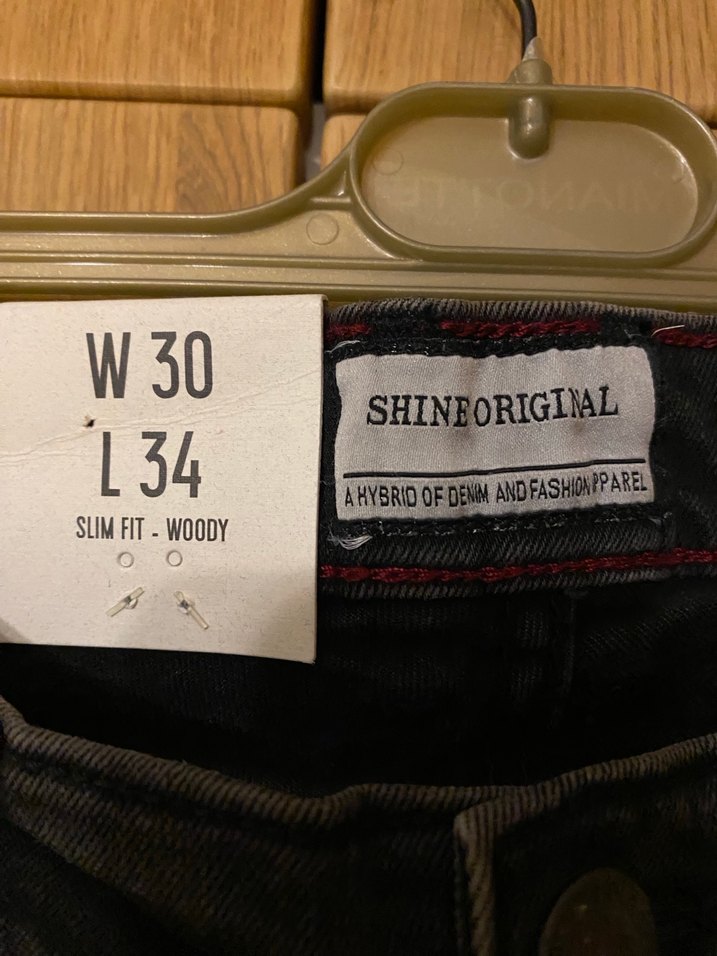 W 30
L 34
SLIM FIT - WOODY
SHINE ORIGINAL
A HYBRID OF DENIM AND FASHION APPAREL